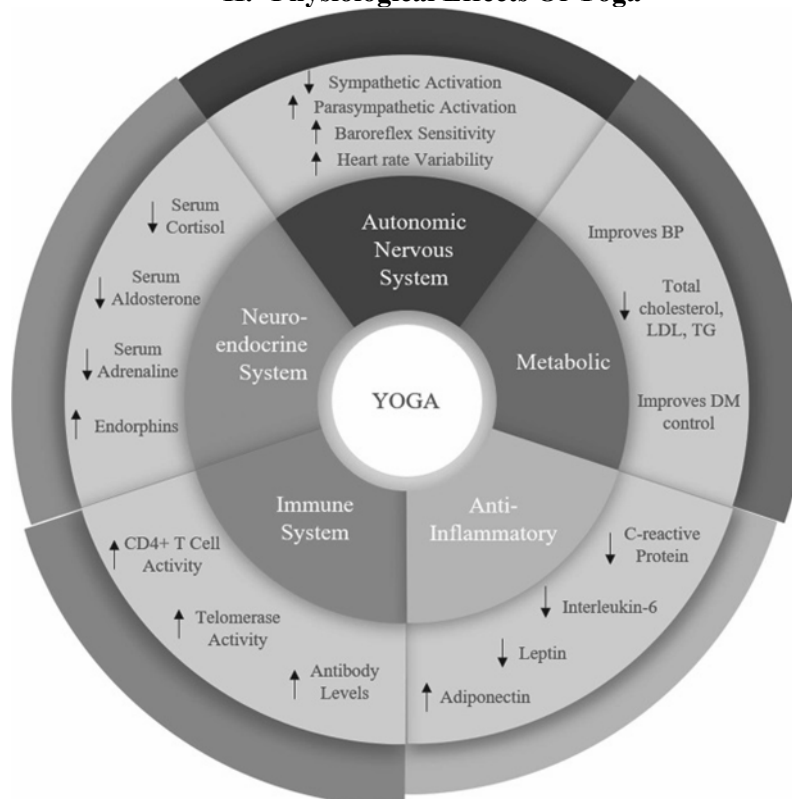 II. Physiological Effects Of Yoga
↓ Sympathetic Activation
↑ Parasympathetic Activation
↑ Baroreflex Sensitivity
↑ Heart rate Variability
Autonomic
Nervous
System
Improves BP
↓ Total
cholesterol,
LDL, TG
Improves DM
control
Metabolic
↓ C-reactive
Protein
↓ Interleukin-6
↓ Leptin
↑ Adiponectin
Anti-
Inflammatory
↑ CD4+ T Cell
Activity
↑ Telomerase
Activity
↑ Antibody
Levels
Immune
System
↓ Serum
Cortisol
↓ Serum
Aldosterone
↓ Serum
Adrenaline
↑ Endorphins
Neuro-
endocrine
System
YOGA